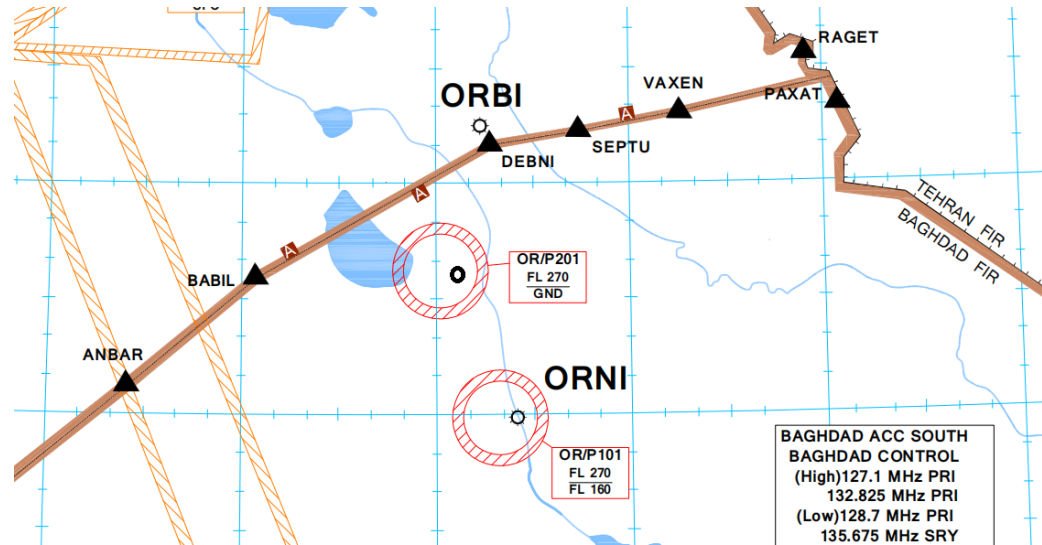 RAGET
VAXEN
PAXAT
ORBI
A
SEPTU
DEBNI
A
TEHRAN FIR
BAGHDAD FIR
A
OR/P201
FL 270
GND
BABIL
ANBAR
ORNI
OR/P101
FL 270
FL 160
BAGHDAD ACC SOUTH
BAGHDAD CONTROL
(High)127.1 MHz PRI
132.825 MHz PRI
(Low)128.7 MHz PRI
135.675 MHz SRY